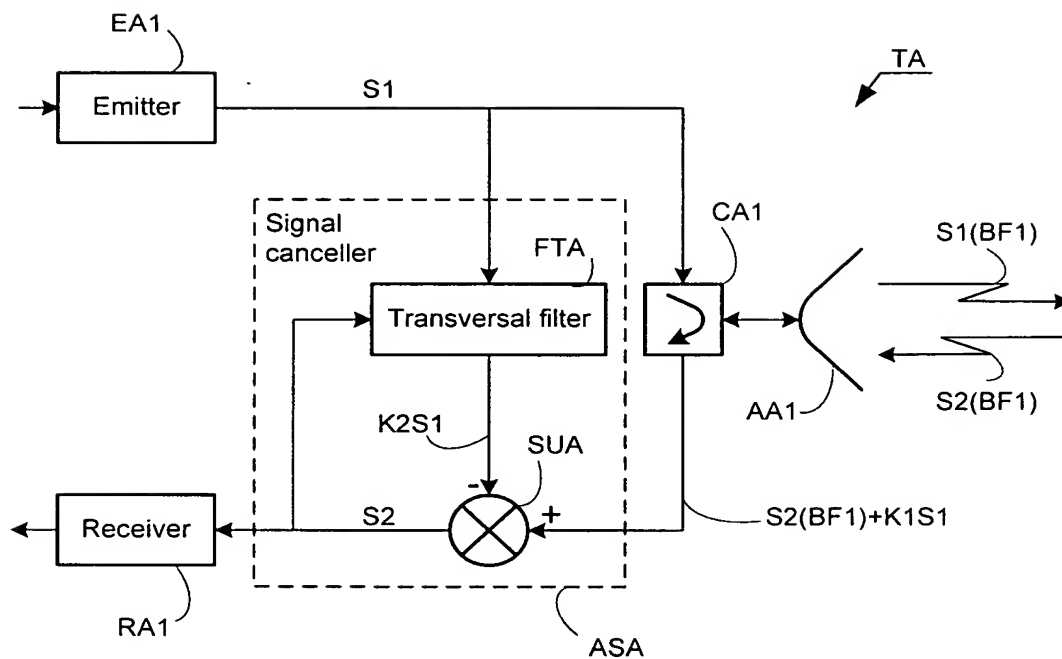 EA1
TA
Emitter
S1
CA1
Signal
canceller
FTA
S1(BF1)
Transversal filter
AA1
S2(BF1)
K2S1
SUA
-
+
Receiver
S2
S2(BF1)+K1S1
RA1
ASA